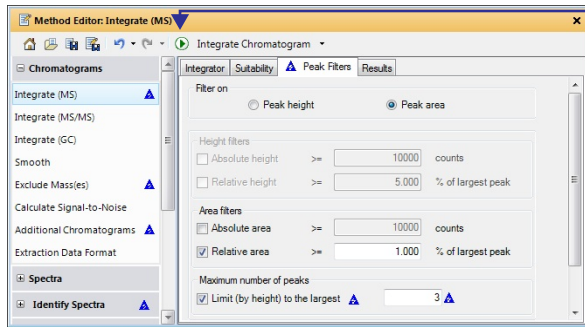 Method Editor: Integrate (MS)
Integrate Chromatogram
Chromatograms
Integrate (MS)
Integrate (MS/MS)
Integrate (GC)
Smooth
Exclude Mass(es)
Calculate Signal-to-Noise
Additional Chromatograms
Extraction Data Format
Spectra
Identify Spectra
Integrator Suitability Peak Filters Results
Filter on
Peak height Peak area
Height filters
Absolute height >= 10000 counts
Relative height >= 5.000 % of largest peak
Area filters
Absolute area >= 10000 counts
Relative area >= 1.000 % of largest peak
Maximum number of peaks
Limit (by height) to the largest 3